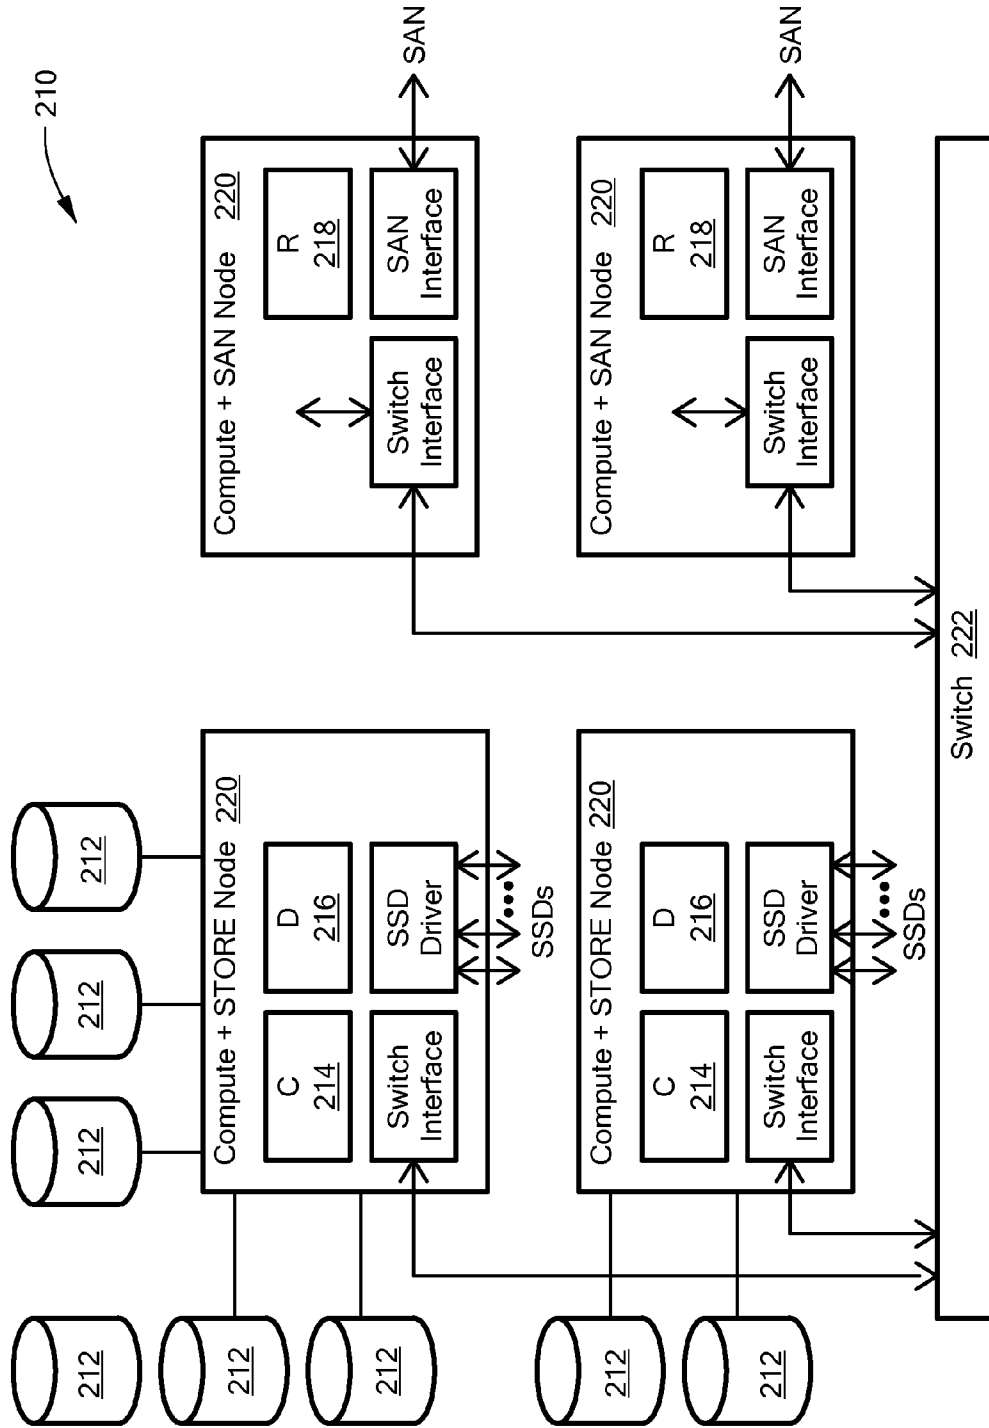 210
212
212
212
212
212
212
Compute + STORE Node 220
C
214
D
216
Switch
Interface
SSD
Driver
SSDs
Compute + SAN Node 220
R
218
Switch
Interface
SAN
Interface
SAN
212
212
Compute + STORE Node 220
C
214
D
216
Switch
Interface
SSD
Driver
SSDs
Compute + SAN Node 220
R
218
Switch
Interface
SAN
Interface
SAN
Switch 222